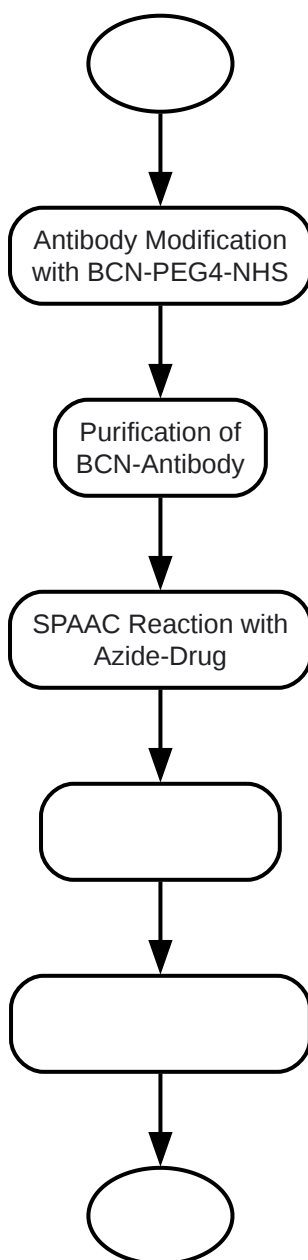 Antibody Modification
with BCN-PEG4-NHS
Purification of
BCN-Antibody
SPAAC Reaction with
Azide-Drug